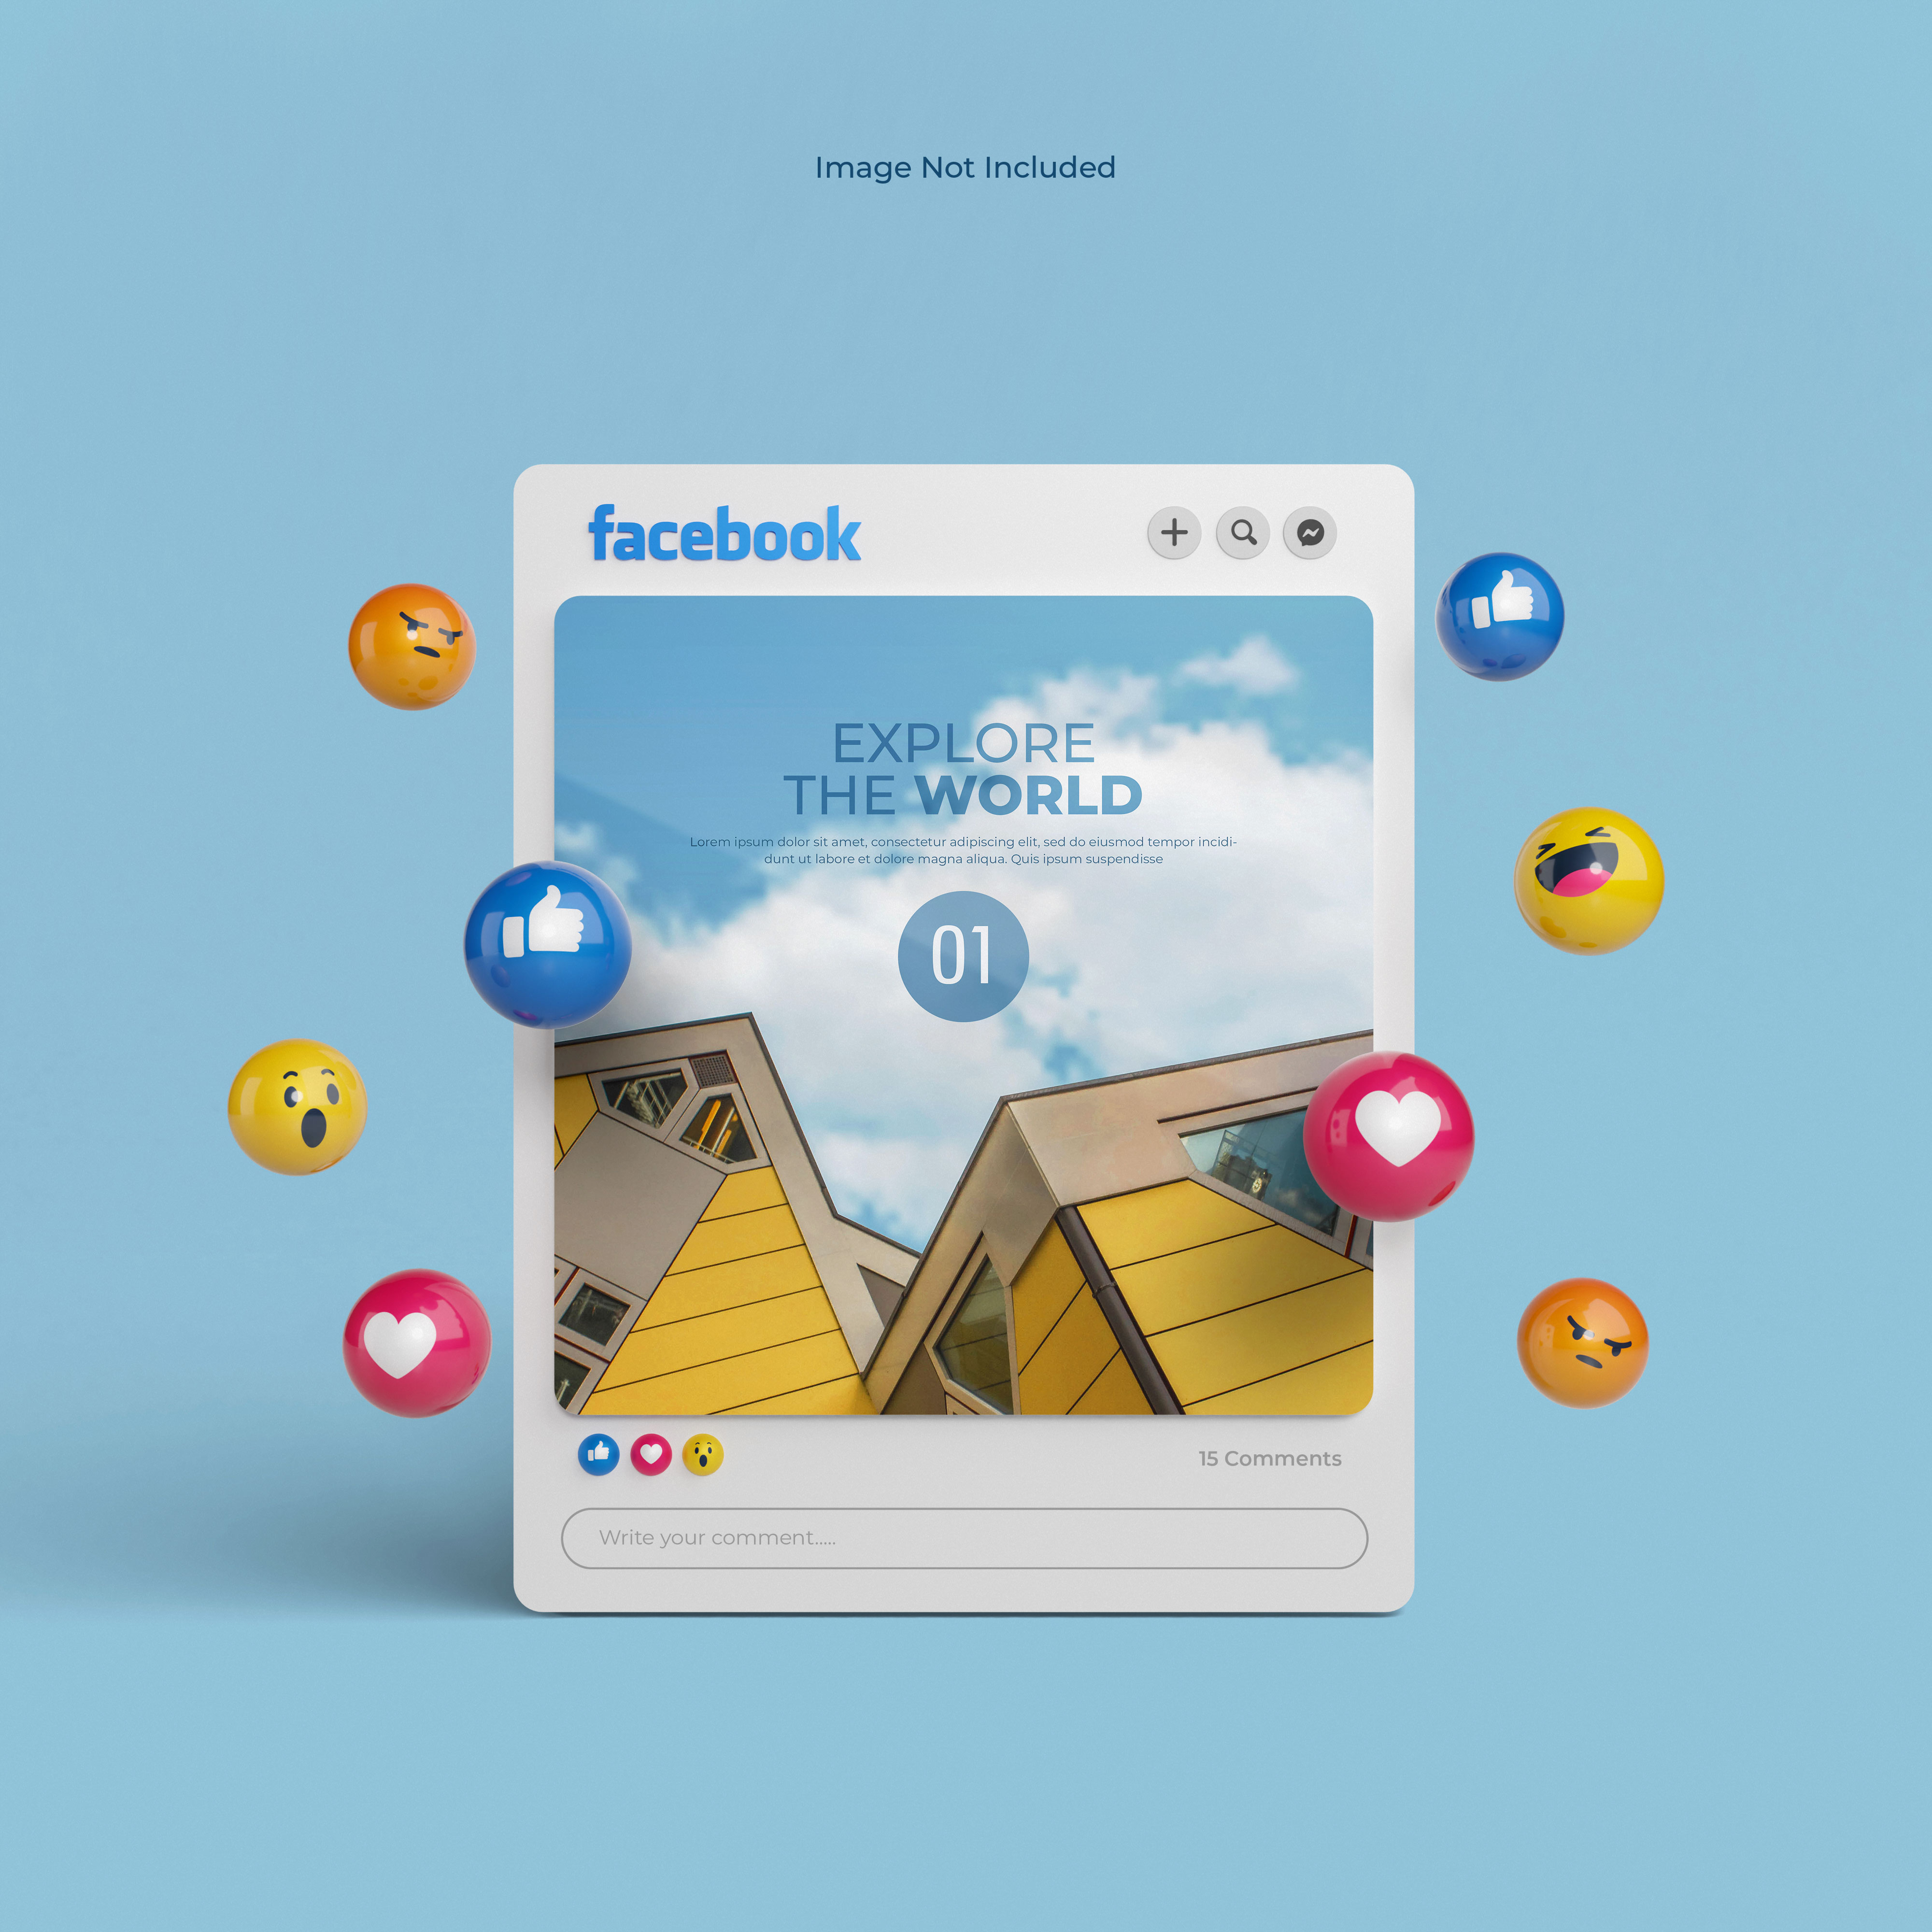 Image Not Included
facebook
EXPLORE
THE WORLD
Lorem ipsum dolor sit amet, consectetur adipiscing elit, sed do eiusmod tempor incidi-
dunt ut labore et dolore magna aliqua. Quis ipsum suspendisse
01
15 Comments
Write your comment.....